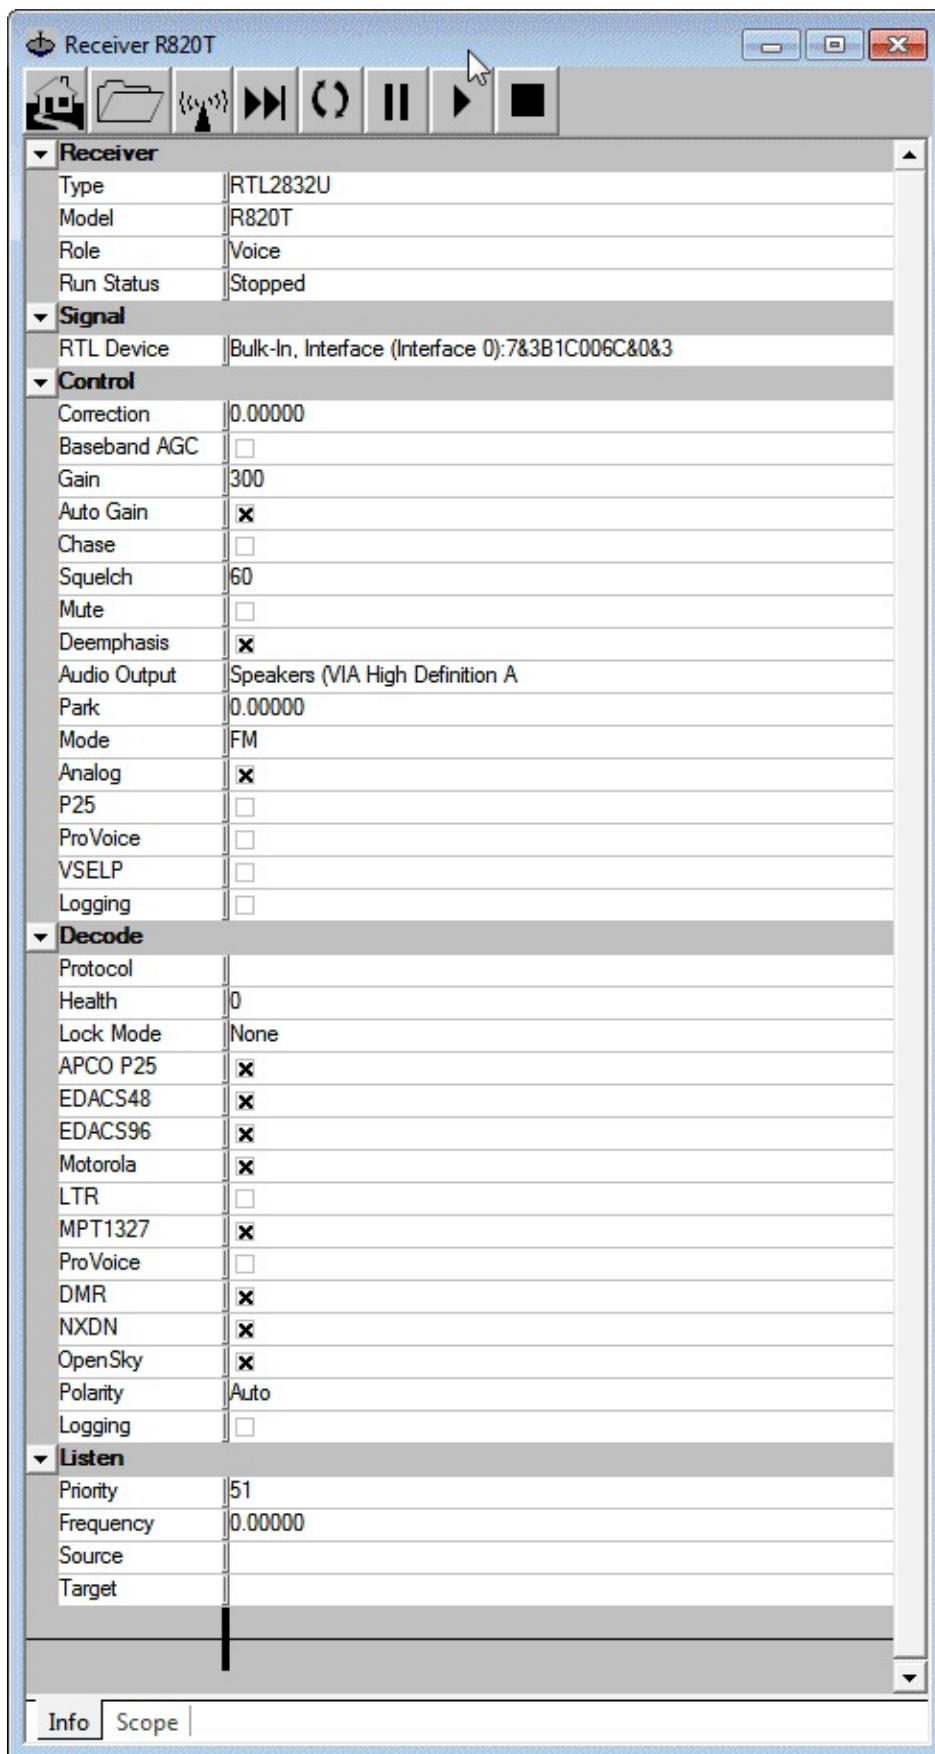 Receiver R820T
Receiver
Type RTL2832U
Model R820T
Role Voice
Run Status Stopped
Signal
RTL Device Bulk-In, Interface (Interface 0):7&3B1C006C&0&3
Control
Correction 0.00000
Baseband AGC
Gain 300
Auto Gain
Chase
Squelch 60
Mute
Deemphasis
Audio Output Speakers (VIA High Definition A
Park 0.00000
Mode FM
Analog
P25
ProVoice
VSELP
Logging
Decode
Protocol
Health 0
Lock Mode None
APCO P25
EDACS48
EDACS96
Motorola
LTR
MPT1327
ProVoice
DMR
NXDN
OpenSky
Polarity Auto
Logging
Listen
Priority 51
Frequency 0.00000
Source
Target
Info Scope